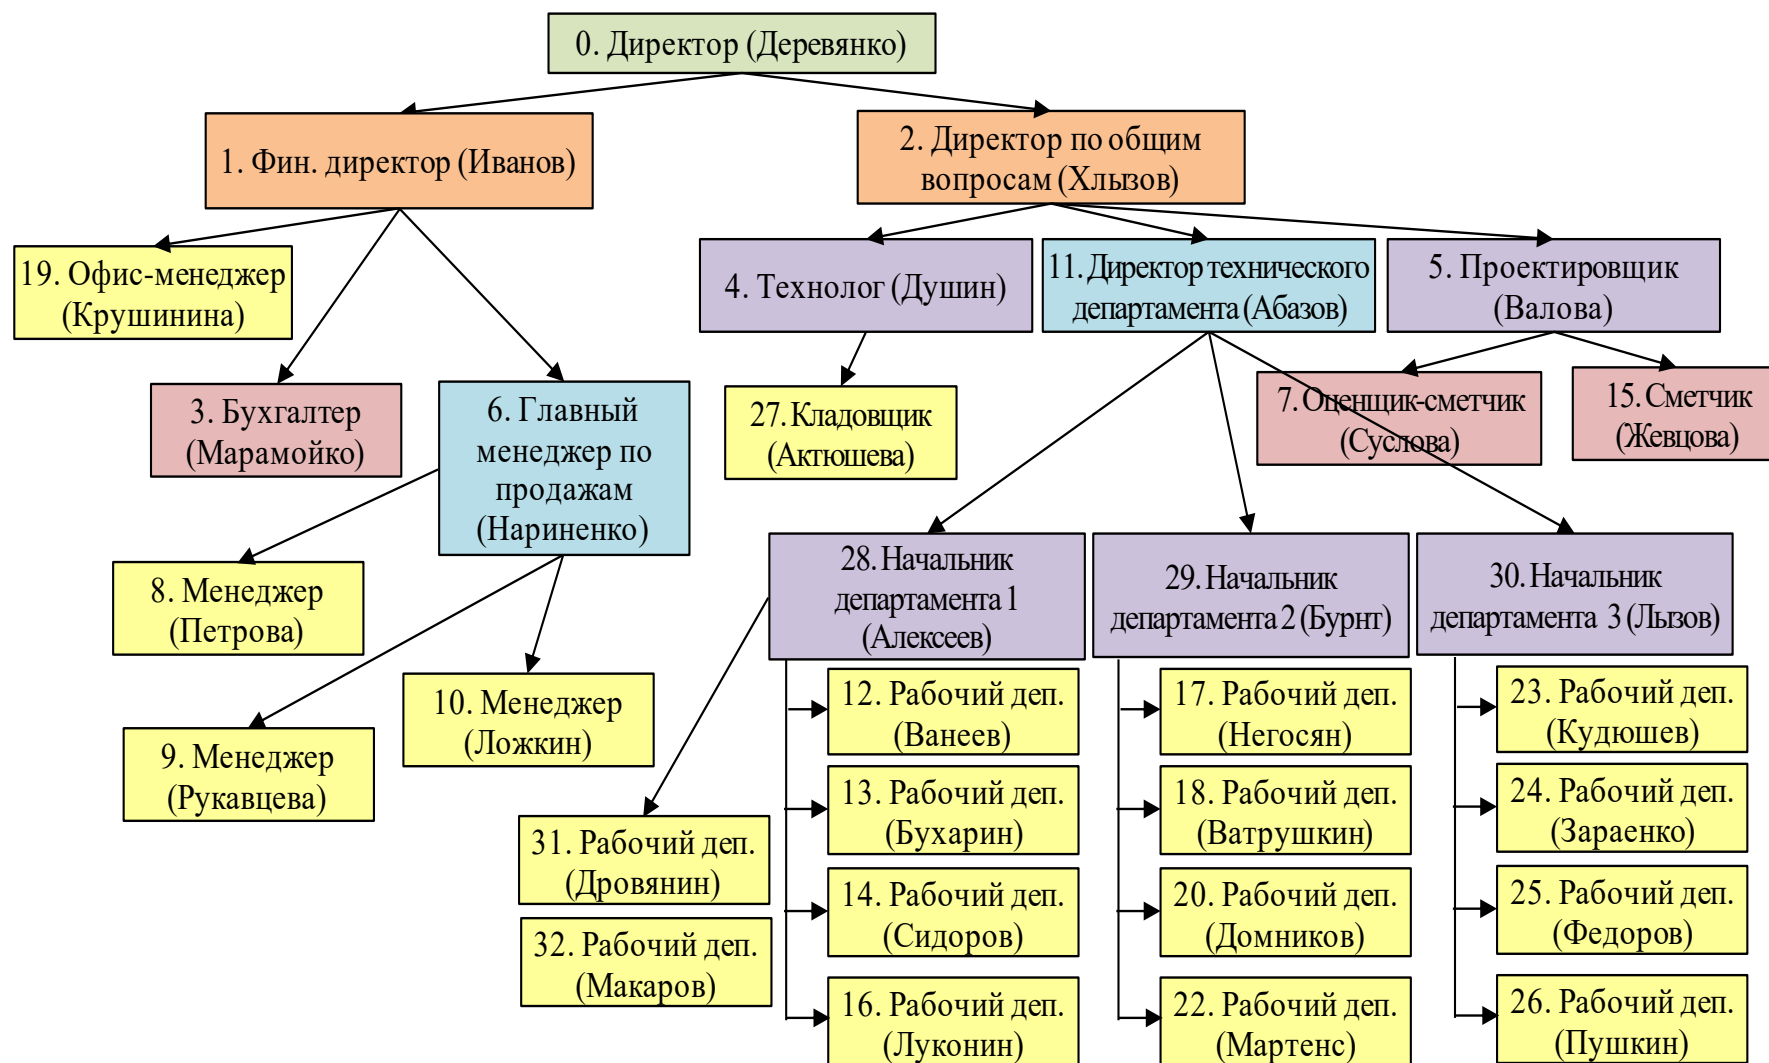 0. Директор (Деревянко)
1. Фин. директор (Иванов)
2. Директор по общим
вопросам (Хлызов)
19. Офис-менеджер
(Крушинина)
4. Технолог (Душин)
11. Директор технического
департамента (Абазов)
5. Проектировщик
(Валова)
3. Бухгалтер
(Марамойко)
6. Главный
менеджер по
продажам
(Нариненко)
27. Кладовщик
(Актюшева)
7. Оценщик-сметчик
(Суслова)
15. Сметчик
(Жевцова)
8. Менеджер
(Петрова)
28. Начальник
департамента 1
(Алексеев)
29. Начальник
департамента 2 (Бурнт)
30. Начальник
департамента 3 (Лызов)
10. Менеджер
(Ложкин)
9. Менеджер
(Рукавцева)
12. Рабочий деп.
(Ванеев)
17. Рабочий деп.
(Негосян)
23. Рабочий деп.
(Кудюшев)
13. Рабочий деп.
(Бухарин)
18. Рабочий деп.
(Ватрушкин)
24. Рабочий деп.
(Зараенко)
31. Рабочий деп.
(Дровянин)
14. Рабочий деп.
(Сидоров)
20. Рабочий деп.
(Домников)
25. Рабочий деп.
(Федоров)
32. Рабочий деп.
(Макаров)
16. Рабочий деп.
(Луконин)
22. Рабочий деп.
(Мартенс)
26. Рабочий деп.
(Пушкин)